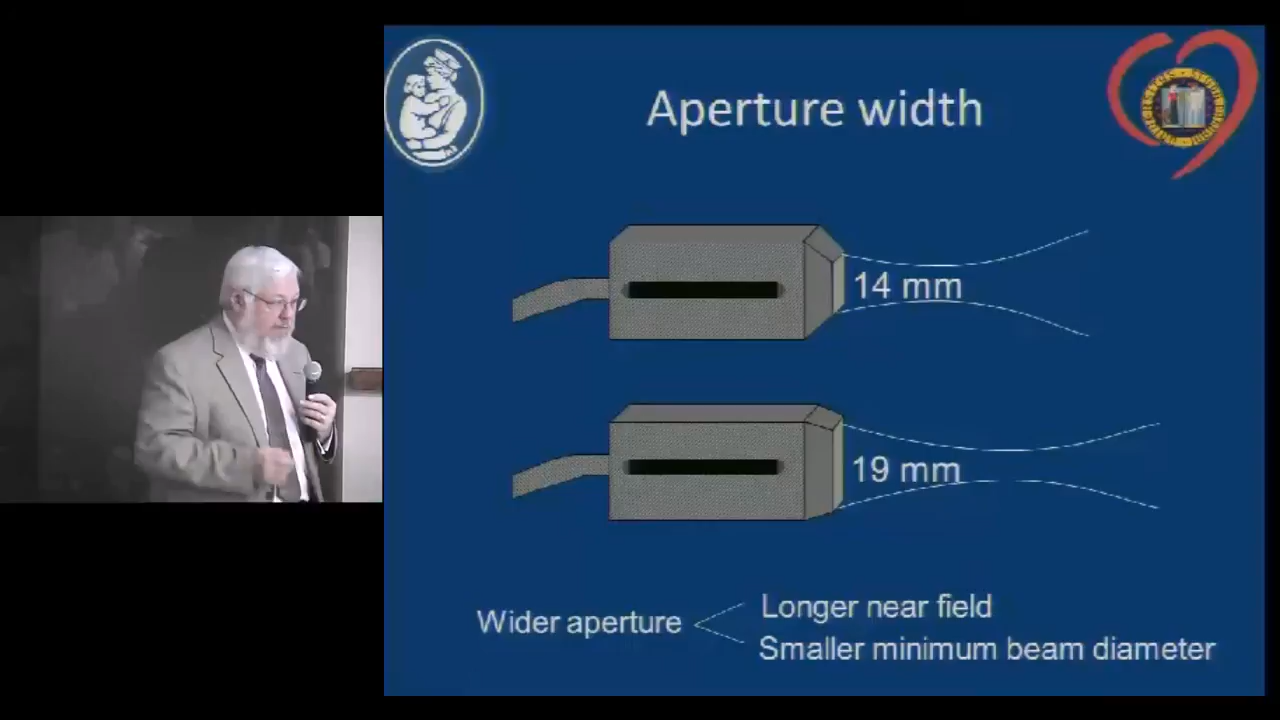 Aperture width
14 mm
19 mm
Wider aperture
Longer near field
Smaller minimum beam diameter